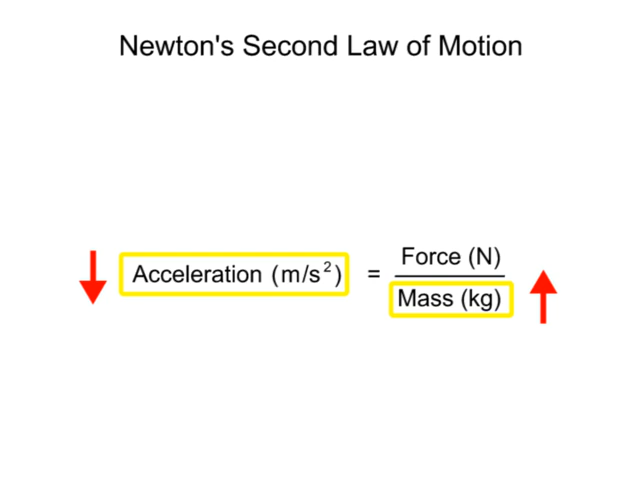 Newton's Second Law of Motion
Acceleration (m/s²) = Force (N)
Mass (kg)